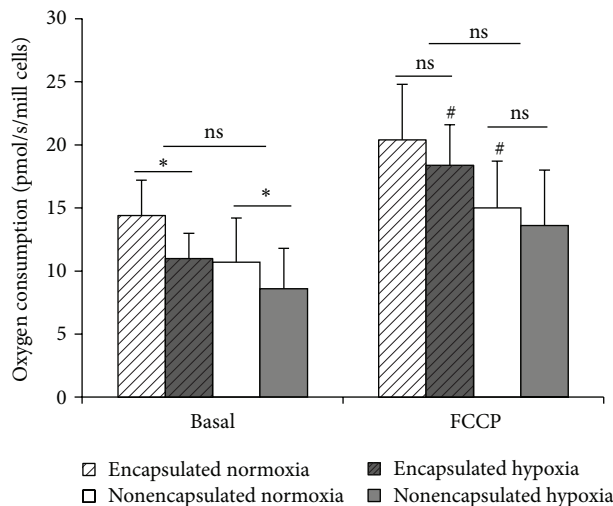 Oxygen consumption (pmol/s/mill cells)
30
25
20
15
10
5
0
ns
*
*
ns
ns
#
#
ns
Basal
FCCP
Encapsulated normoxia
Encapsulated hypoxia
Nonencapsulated normoxia
Nonencapsulated hypoxia